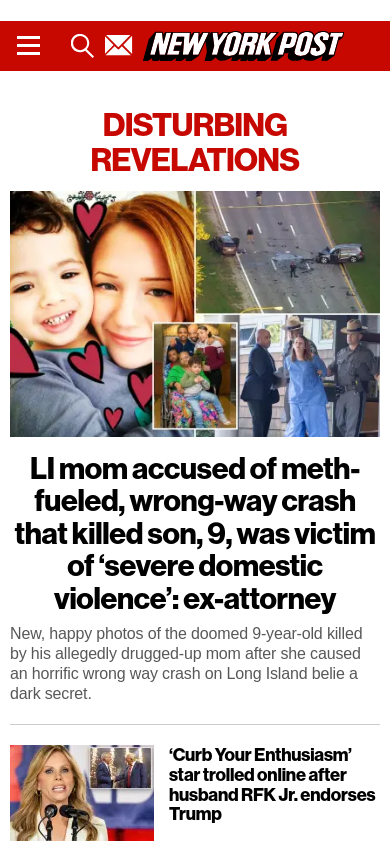 NEW YORK POST
DISTURBING
REVELATIONS
LI mom accused of meth-
fueled, wrong-way crash
that killed son, 9, was victim
of ‘severe domestic
violence’: ex-attorney
New, happy photos of the doomed 9-year-old killed
by his allegedly drugged-up mom after she caused
an horrific wrong way crash on Long Island belie a
dark secret.
‘Curb Your Enthusiasm’
star trolled online after
husband RFK Jr. endorses
Trump